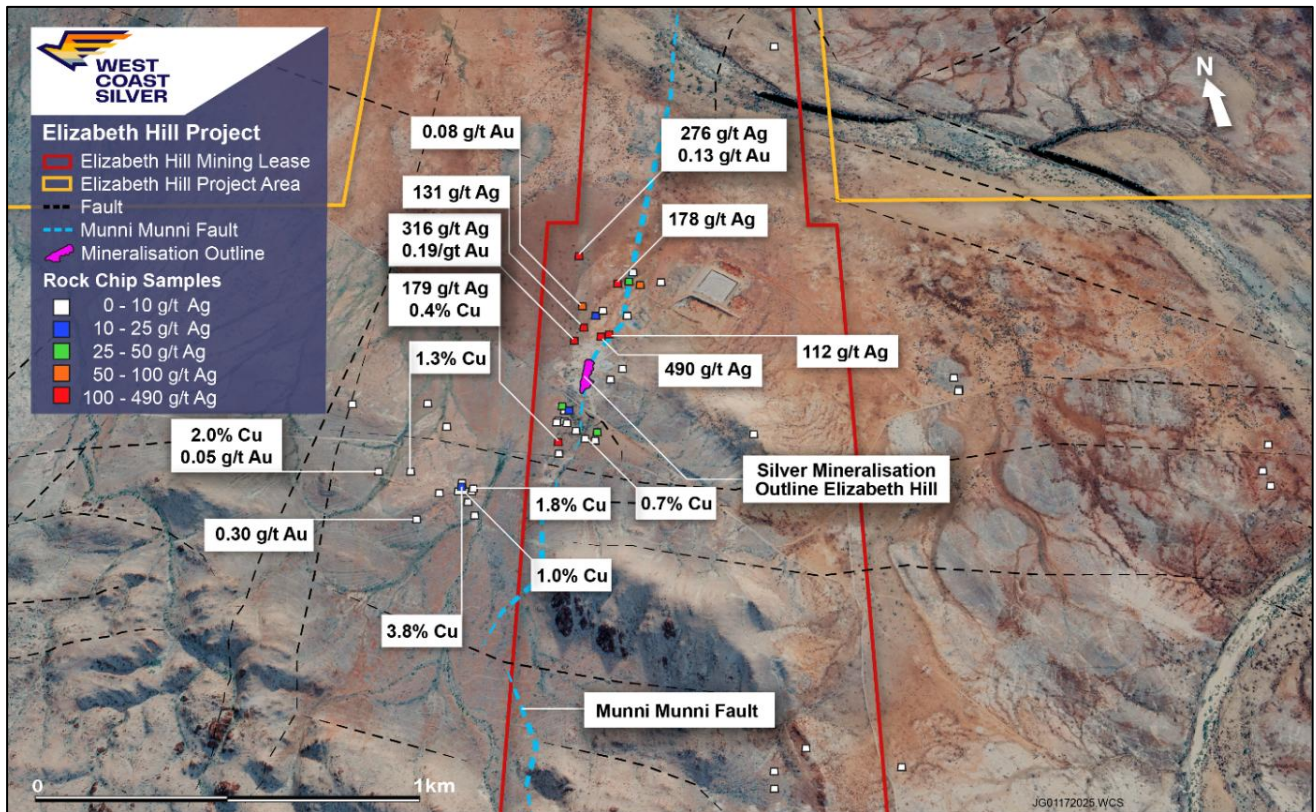 WEST
COAST
SILVER
Elizabeth Hill Project
Elizabeth Hill Mining Lease
Elizabeth Hill Project Area
Fault
Munni Munni Fault
Mineralisation Outline
Rock Chip Samples
0 - 10 g/t Ag
10 - 25 g/t Ag
25 - 50 g/t Ag
50 - 100 g/t Ag
100 - 490 g/t Ag
N
0.08 g/t Au
276 g/t Ag
0.13 g/t Au
131 g/t Ag
178 g/t Ag
316 g/t Ag
0.19/gt Au
179 g/t Ag
0.4% Cu
112 g/t Ag
1.3% Cu
490 g/t Ag
2.0% Cu
0.05 g/t Au
Silver Mineralisation
Outline Elizabeth Hill
1.8% Cu
0.7% Cu
0.30 g/t Au
1.0% Cu
3.8% Cu
Munni Munni Fault
0
1km
JG01172025.WCS